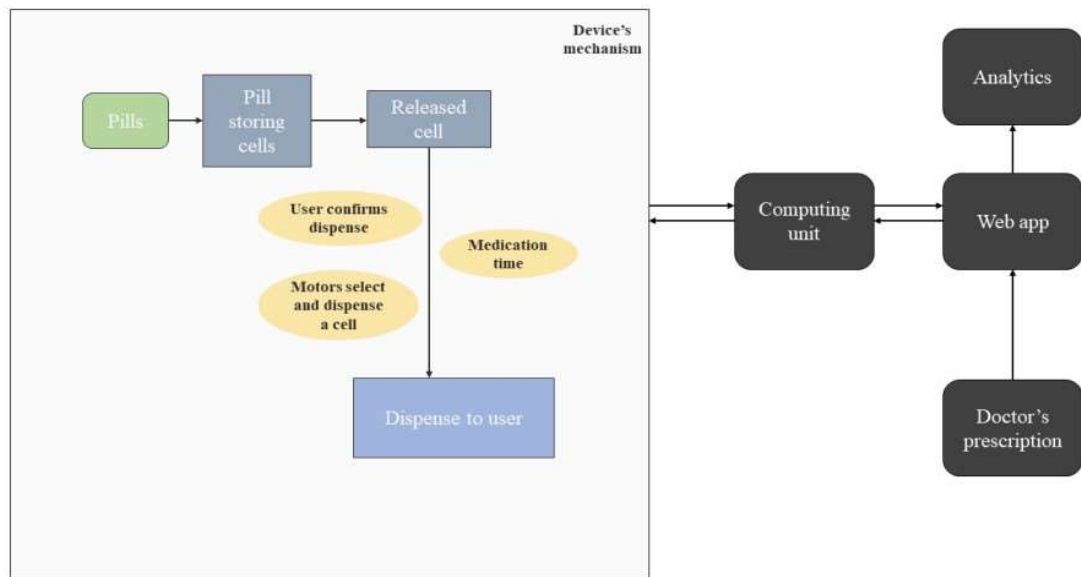 Device's
mechanism
Pills
Pill
storing
cells
Released
cell
User confirms
dispense
Medication
time
Motors select
and dispense
a cell
Dispense to user
Computing
unit
Analytics
Web app
Doctor's
prescription